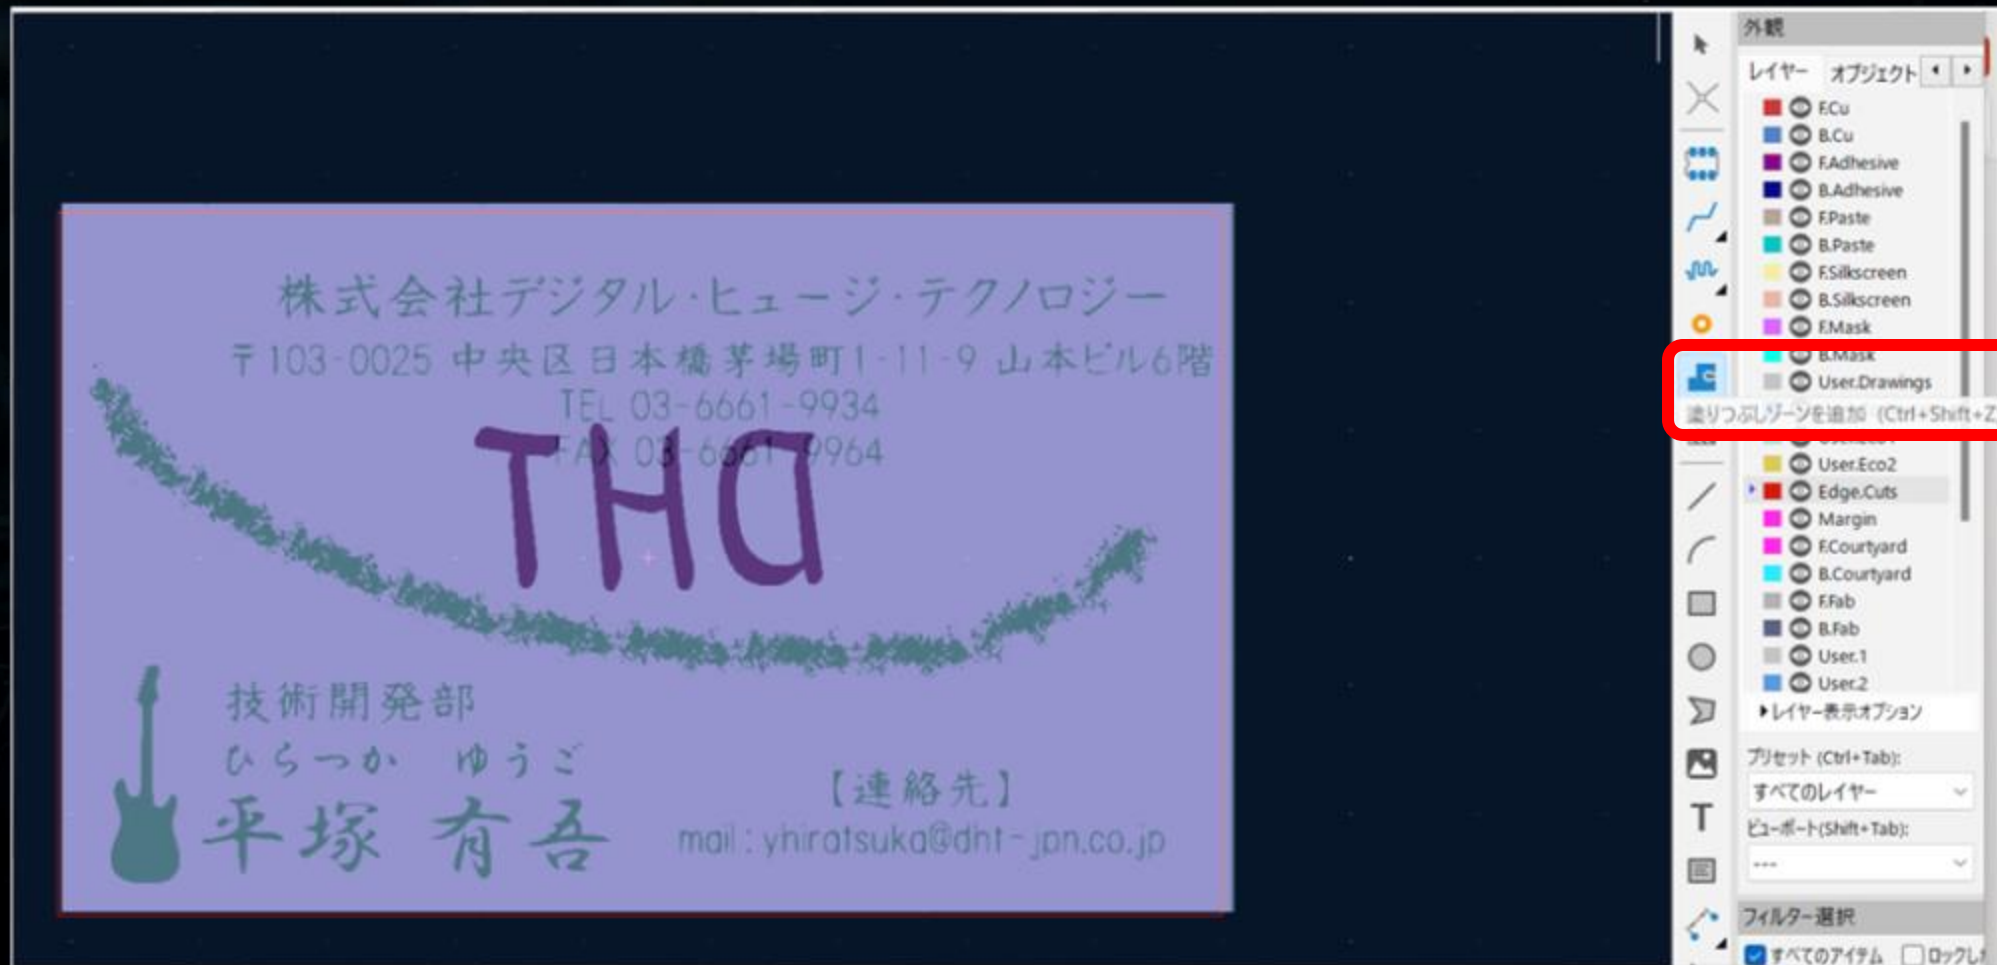 株式会社デジタル・ヒュージ・テクノロジー
〒103-0025 中央区日本橋茅場町1-11-9 山本ビル6階
TEL 03-6661-9934
FAX 03-6661-9964
THD
技術開発部
ひらつか ゆうご
平塚 有吾
【連絡先】
mail : yhiratsuka@dht-jpn.co.jp
外観
レイヤー オブジェクト
F.Cu
B.Cu
F.Adhesive
B.Adhesive
F.Paste
B.Paste
F.Silkscreen
B.Silkscreen
F.Mask
B.Mask
User.Drawings
塗りつぶしゾーンを追加 (Ctrl+Shift+Z
User.Eco2
Edge.Cuts
Margin
F.Courtyard
B.Courtyard
F.Fab
B.Fab
User.1
User.2
レイヤー表示オプション
プリセット (Ctrl+Tab):
すべてのレイヤー
ビューポート(Shift+Tab):
---
フィルター選択
すべてのアイテム ロックし